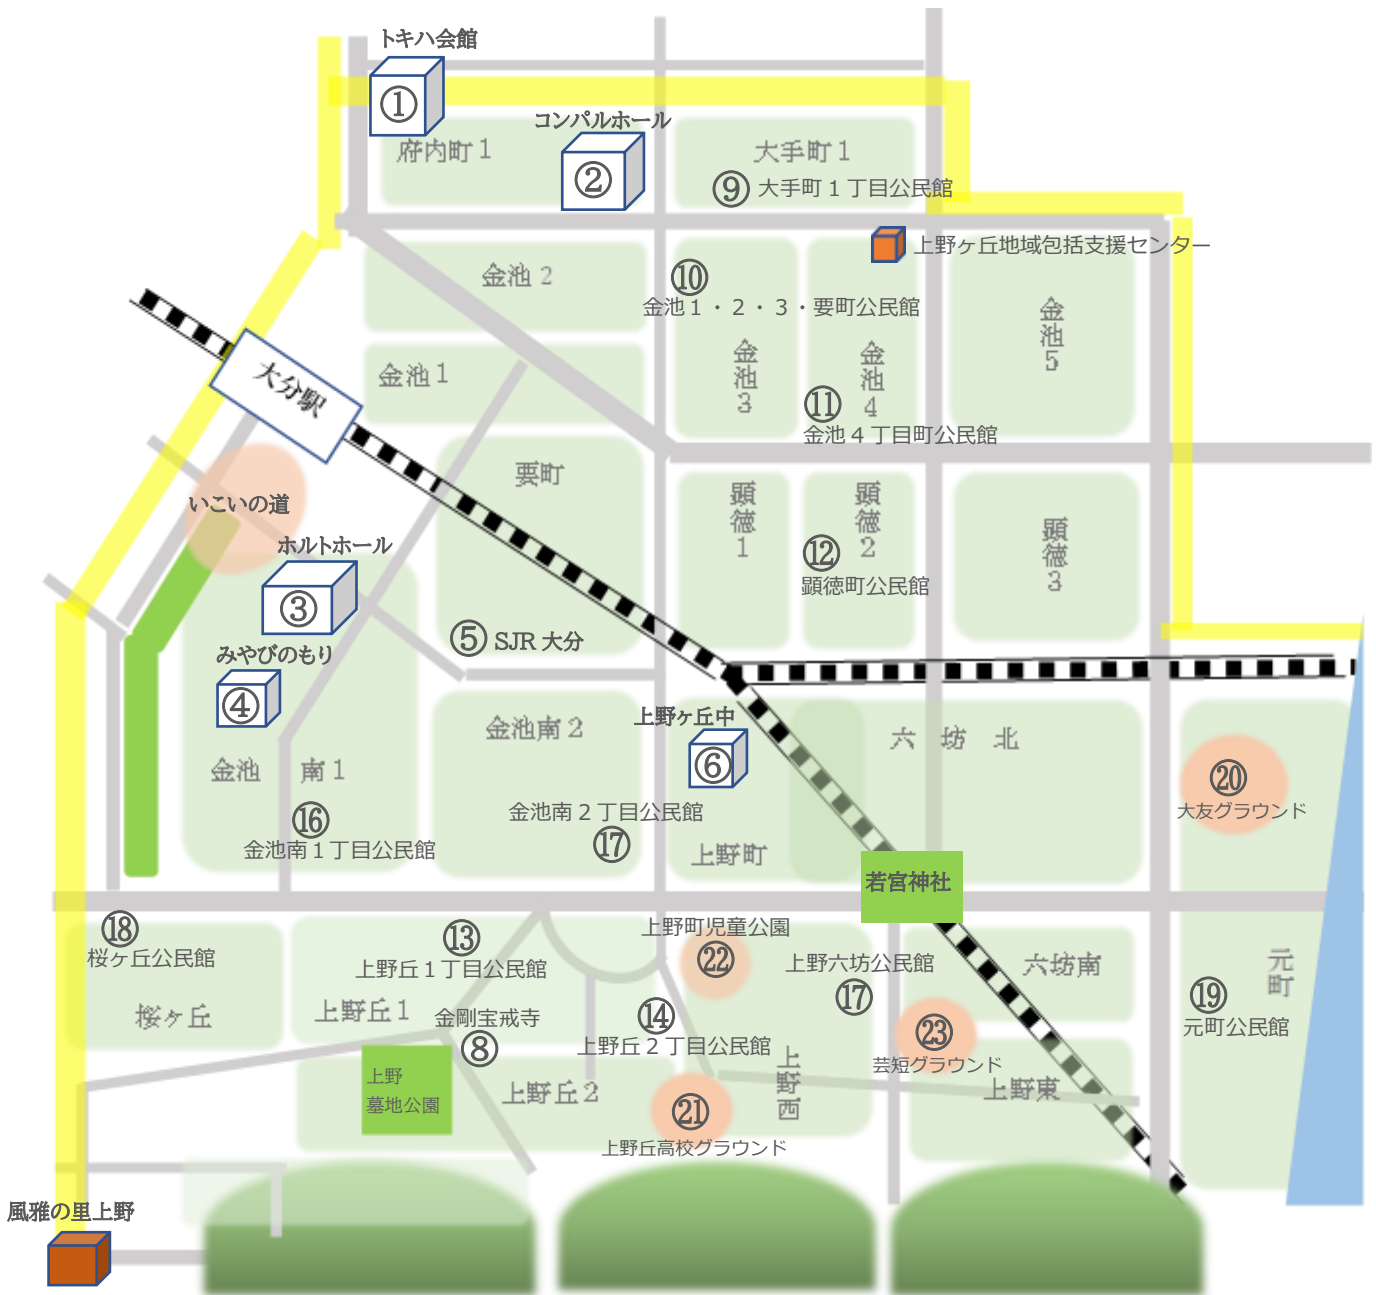 トキハ会館
①
コンパルホール
府内町１
②
大手町１
⑨ 大手町１丁目公民館
上野ヶ丘地域包括支援センター
金池２
⑩
金池１・２・３・要町公民館
金池３
金池４
金池５
大分駅
金池１
⑪
金池４丁目町公民館
要町
いこいの道
顕徳１
顕徳２
顕徳３
ホルトホール
③
⑫
顕徳町公民館
⑤ SJR 大分
みやびのもり
④
金池南２
上野ヶ丘中
⑥
六坊北
金池 南１
⑳
大友グラウンド
⑯
金池南１丁目公民館
金池南２丁目公民館
⑰
上野町
若宮神社
⑱
桜ヶ丘公民館
⑬
上野丘１丁目公民館
上野町児童公園
㉒
上野六坊公民館
⑰
六坊南
元町
⑲
元町公民館
桜ヶ丘
上野丘１
金剛宝戒寺
⑧
⑭
上野丘２丁目公民館
㉓
芸短グラウンド
上野
墓地公園
上野丘２
上野西
上野東
㉑
上野丘高校グラウンド
風雅の里上野